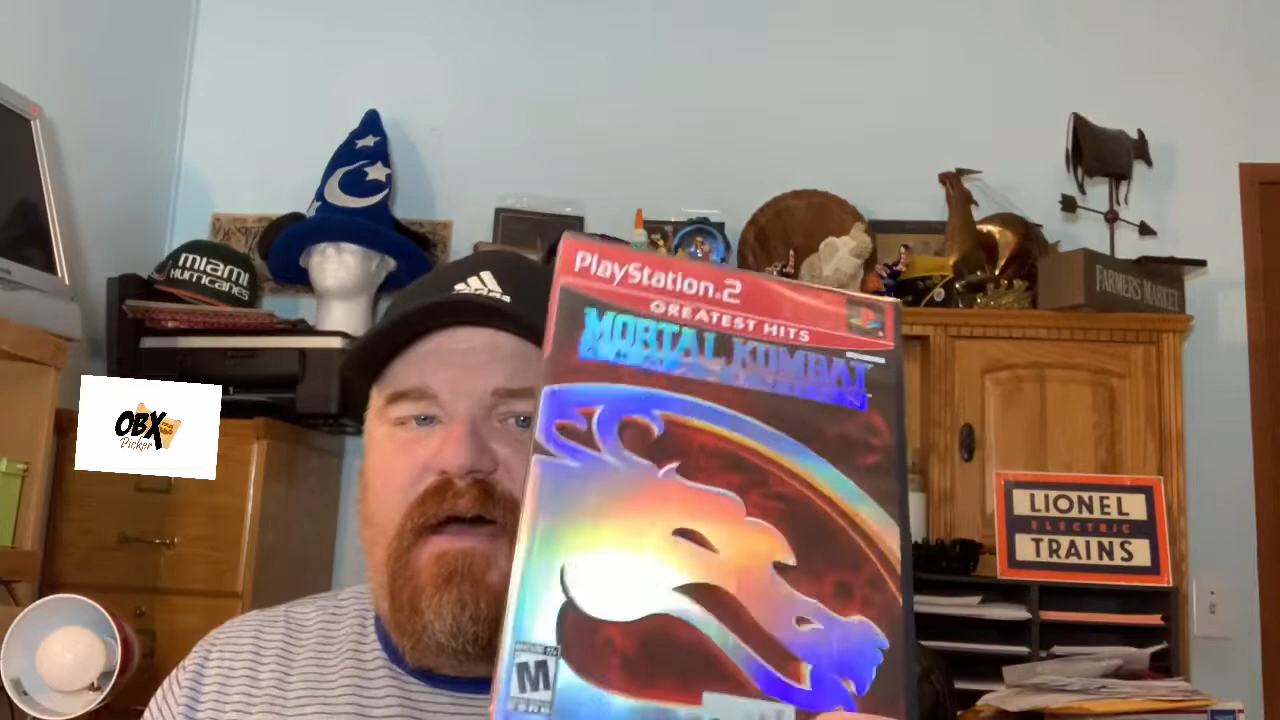 MIAMI
HURRICANES
adidas
OBX
Picker
PlayStation.2
GREATEST HITS
MORTAL KOMBAT
M
FARMERS MARKET
LIONEL
ELECTRIC
TRAINS